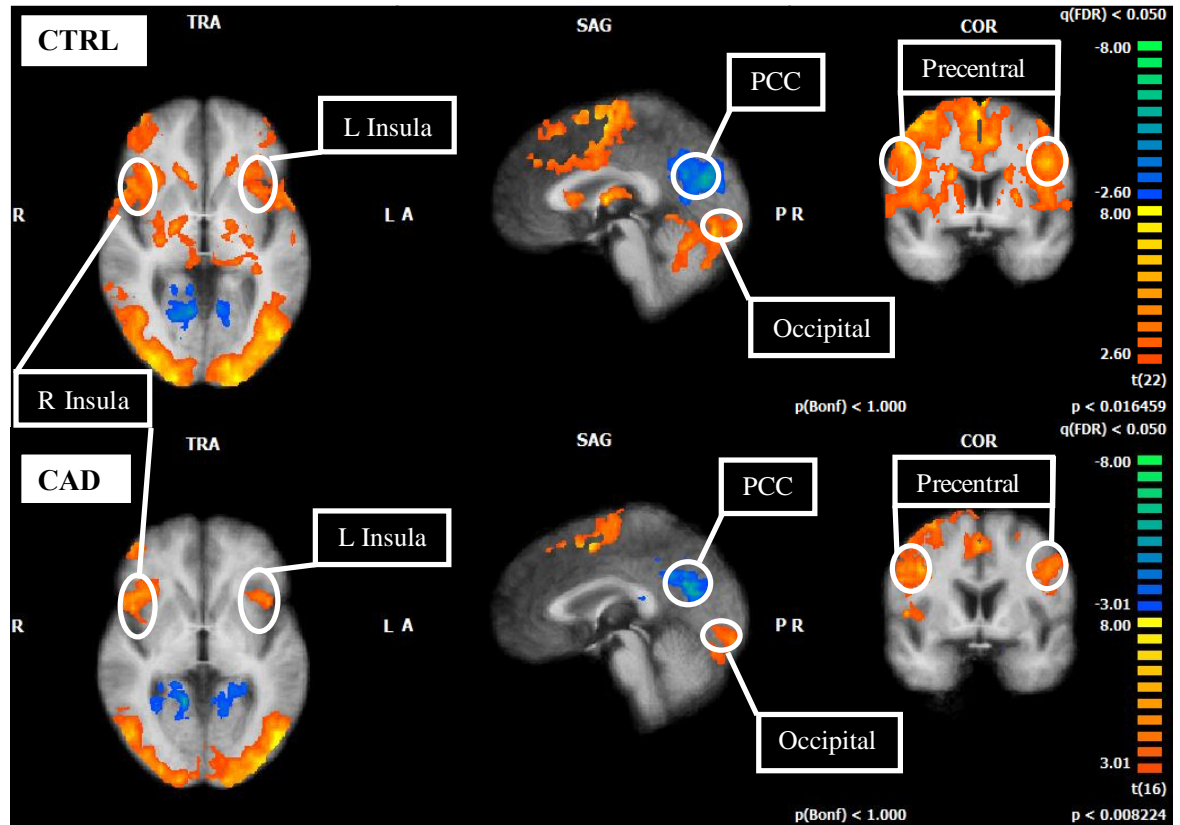 TRA
SAG
COR
q(FDR) < 0.050
CTRL
L Insula
PCC
Precentral
-8.00
-2.60
8.00
R
L A
P R
Occipital
2.60
t(22)
R Insula
p(Bonf) < 1.000
p < 0.016459
q(FDR) < 0.050
TRA
SAG
COR
CAD
L Insula
PCC
Precentral
-8.00
-3.01
8.00
R
L A
P R
Occipital
3.01
t(16)
p(Bonf) < 1.000
p < 0.008224